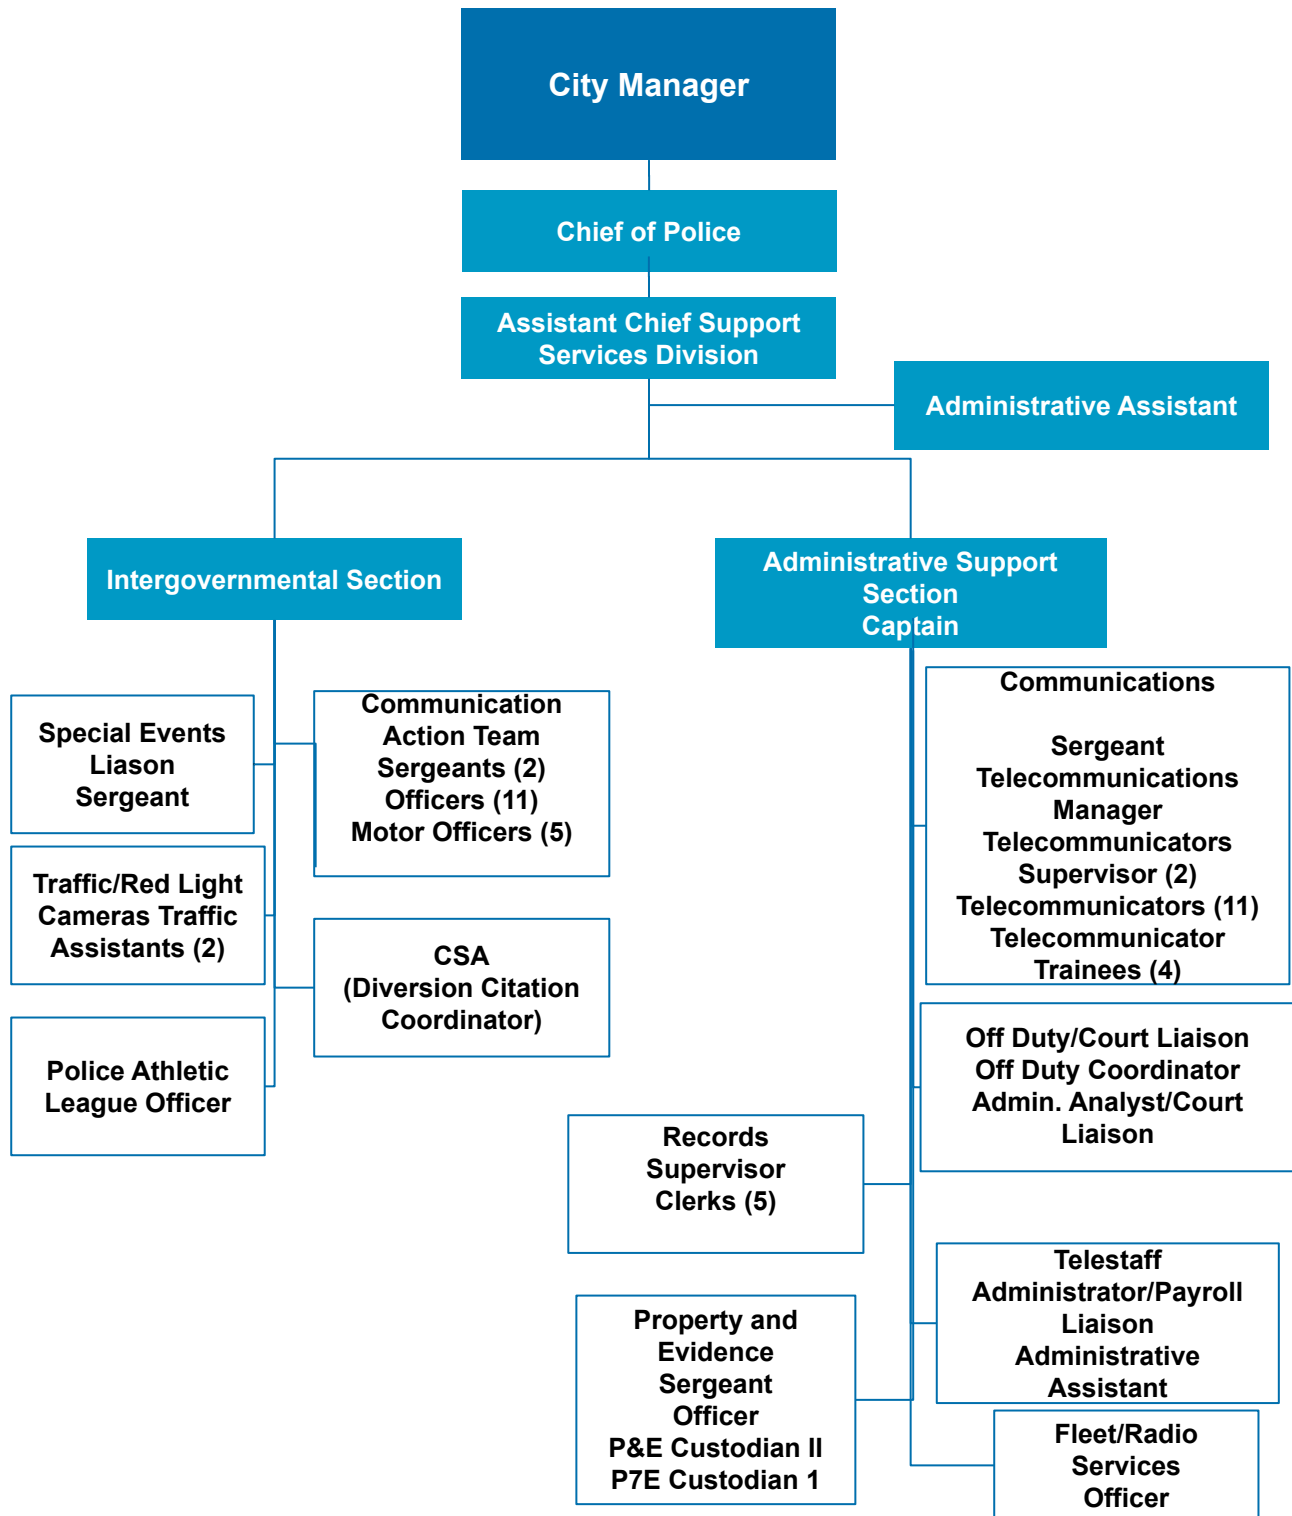 City Manager
Chief of Police
Assistant Chief Support
Services Division
Administrative Assistant
Intergovernmental Section
Administrative Support
Section
Captain
Special Events
Liason
Sergeant
Communication
Action Team
Sergeants (2)
Officers (11)
Motor Officers (5)
Traffic/Red Light
Cameras Traffic
Assistants (2)
CSA
(Diversion Citation
Coordinator)
Police Athletic
League Officer
Communications
Sergeant
Telecommunications
Manager
Telecommunicators
Supervisor (2)
Telecommunicators (11)
Telecommunicator
Trainees (4)
Off Duty/Court Liaison
Off Duty Coordinator
Admin. Analyst/Court
Liaison
Records
Supervisor
Clerks (5)
Telestaff
Administrator/Payroll
Liaison
Administrative
Assistant
Property and
Evidence
Sergeant
Officer
P&E Custodian II
P7E Custodian 1
Fleet/Radio
Services
Officer